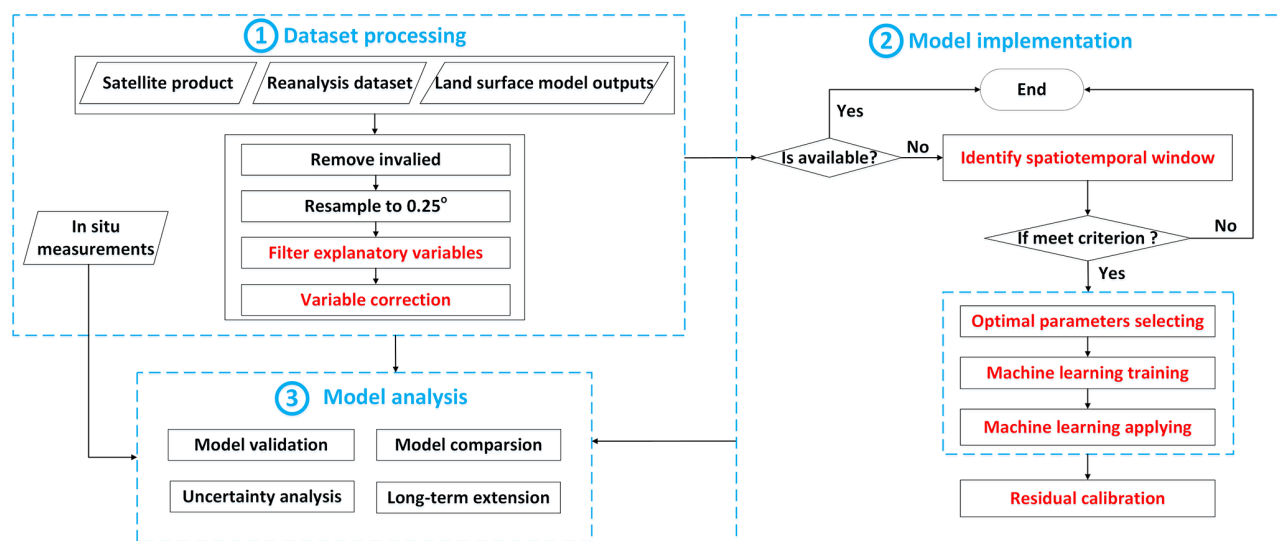 1 Dataset processing
Satellite product
Reanalysis dataset
Land surface model outputs
Remove invalied
Resample to 0.25°
Filter explanatory variables
Variable correction
In situ
measurements
2 Model implementation
End
Yes
Is available?
No
Identify spatiotemporal window
If meet criterion ?
No
Yes
Optimal parameters selecting
Machine learning training
Machine learning applying
Residual calibration
3 Model analysis
Model validation
Model comparsion
Uncertainty analysis
Long-term extension